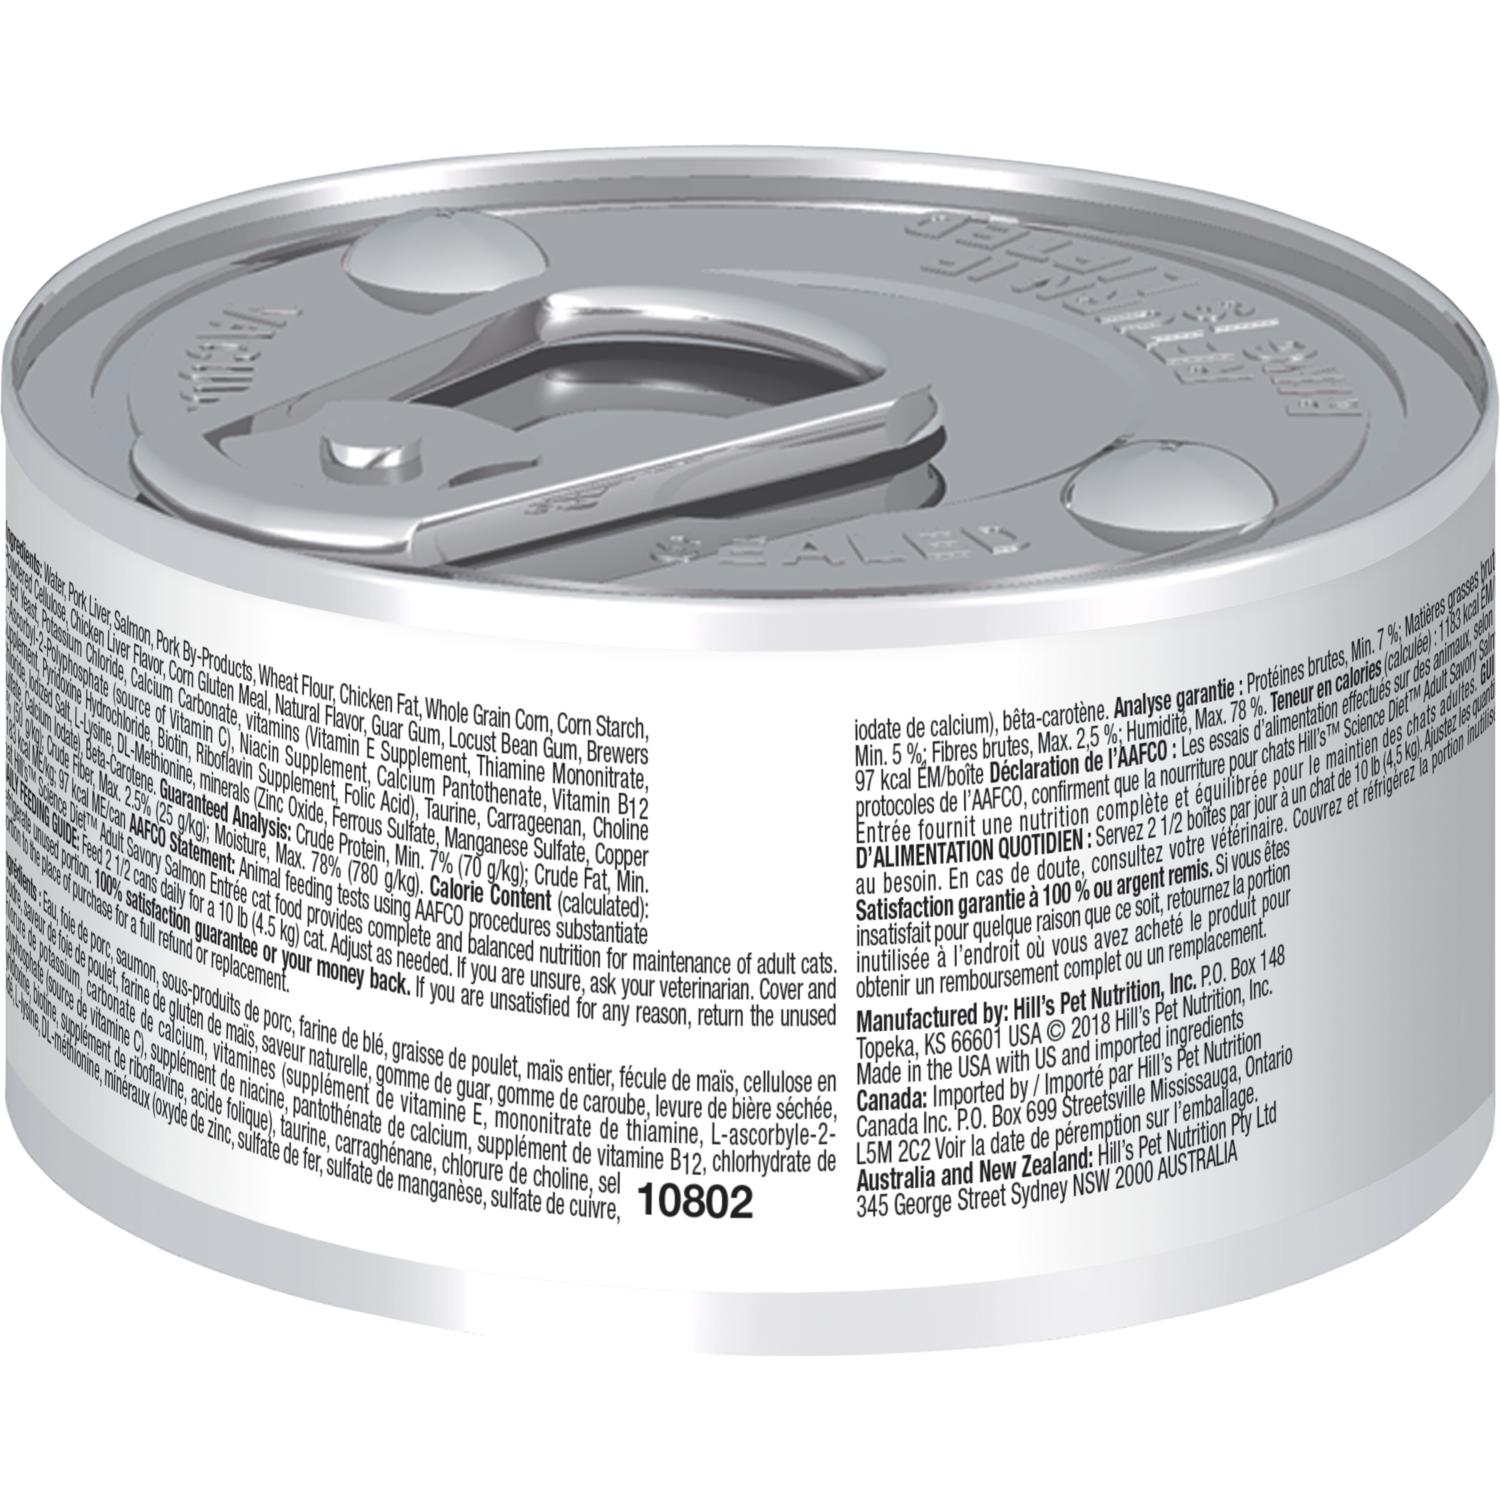 VACUUM
SEALED
Ingredients: Water, Pork Liver, Salmon, Pork By-Products, Wheat Flour, Chicken Fat, Whole Grain Corn, Corn Starch,
Powdered Cellulose, Chicken Liver Flavor, Corn Gluten Meal, Natural Flavor, Guar Gum, Locust Bean Gum, Brewers
Dried Yeast, Potassium Chloride, Calcium Carbonate, vitamins (Vitamin E Supplement, Thiamine Mononitrate,
-Ascorbyl-2-Polyphosphate (source of Vitamin C), Niacin Supplement, Calcium Pantothenate, Vitamin B12
Supplement, Pyridoxine Hydrochloride, Biotin, Riboflavin Supplement, Folic Acid), Taurine, Carrageenan, Choline
Iodized Salt, L-Lysine, DL-Methionine, minerals (Zinc Oxide, Ferrous Sulfate, Manganese Sulfate, Copper
Calcium Iodate), Beta-Carotene. Guaranteed Analysis: Crude Protein, Min. 7% (70 g/kg); Crude Fat, Min.
(50 g/kg); Crude Fiber, Max. 2.5% (25 g/kg); Moisture, Max. 78% (780 g/kg). Calorie Content (calculated):
kcal ME/kg; 97 kcal ME/can AAFCO Statement: Animal feeding tests using AAFCO procedures substantiate
Hill's™ Science Diet™ Adult Savory Salmon Entrée cat food provides complete and balanced nutrition for maintenance of adult cats.
FEEDING GUIDE: Feed 2 1/2 cans daily for a 10 lb (4.5 kg) cat. Adjust as needed. If you are unsure, ask your veterinarian. Cover and
unused portion. 100% satisfaction guarantee or your money back. If you are unsatisfied for any reason, return the unused
to the place of purchase for a full refund or replacement.
Eau, foie de porc, saumon, sous-produits de porc, farine de blé, graisse de poulet, maïs entier, fécule de maïs, cellulose en
saveur de foie de poulet, farine de gluten de maïs, saveur naturelle, gomme de guar, gomme de caroube, levure de bière séchée,
de potassium, carbonate de calcium, vitamines (supplément de vitamine E, mononitrate de thiamine, L-ascorbyle-2-
(source de vitamine C), supplément de niacine, pantothénate de calcium, supplément de vitamine B12, chlorhydrate de
biotine, supplément de riboflavine, acide folique), taurine, carraghénane, chlorure de choline, sel
L-lysine, DL-méthionine, minéraux (oxyde de zinc, sulfate de fer, sulfate de manganèse, sulfate de cuivre,
10802
iodate de calcium), bêta-carotène. Analyse garantie : Protéines brutes, Min. 7 %; Matières grasses
Min. 5 %; Fibres brutes, Max. 2,5 %; Humidité, Max. 78 %. Teneur en calories (calculée) : 1183 kcal
97 kcal ÉM/boîte Déclaration de l'AAFCO : Les essais d'alimentation effectués sur des animaux, selon
protocoles de l'AAFCO, confirment que la nourriture pour chats Hill's™ Science Diet™ Adult Savory
Entrée fournit une nutrition complète et équilibrée pour le maintien des chats adultes.
D'ALIMENTATION QUOTIDIEN : Servez 2 1/2 boîtes par jour à un chat de 10 lb (4,5 kg). Ajustez les
au besoin. En cas de doute, consultez votre vétérinaire. Couvrez et réfrigérez la portion
Satisfaction garantie à 100 % ou argent remis. Si vous êtes
insatisfait pour quelque raison que ce soit, retournez la portion
inutilisée à l'endroit où vous avez acheté le produit pour
obtenir un remboursement complet ou un remplacement.
Manufactured by: Hill's Pet Nutrition, Inc. P.O. Box 148
Topeka, KS 66601 USA © 2018 Hill's Pet Nutrition, Inc.
Made in the USA with US and imported ingredients
Canada: Imported by / Importé par Hill's Pet Nutrition
Canada Inc. P.O. Box 699 Streetsville Mississauga, Ontario
L5M 2C2 Voir la date de péremption sur l'emballage.
Australia and New Zealand: Hill's Pet Nutrition Pty Ltd
345 George Street Sydney NSW 2000 AUSTRALIA